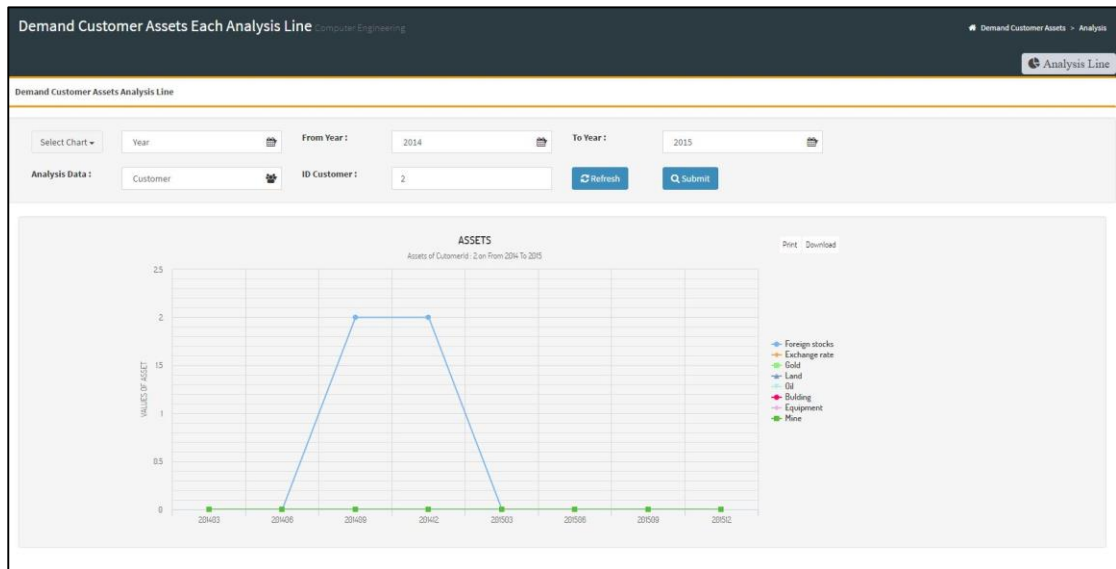 Demand Customer Assets Each Analysis Line Computer Engineering
Demand Customer Assets > Analysis
Analysis Line
Demand Customer Assets Analysis Line
Select Chart
Year
From Year :
2014
To Year :
2015
Analysis Data :
Customer
ID Customer :
2
Refresh
Submit
ASSETS
Assets of CutomerId : 2 on From 2014 To 2015
Print
Download
VALUES OF ASSET
2.5
2
1.5
1
0.5
0
201403
201406
201409
201412
201503
201506
201509
201512
Foreign stocks
Exchange rate
Gold
Land
Oil
Bulding
Equipment
Mine